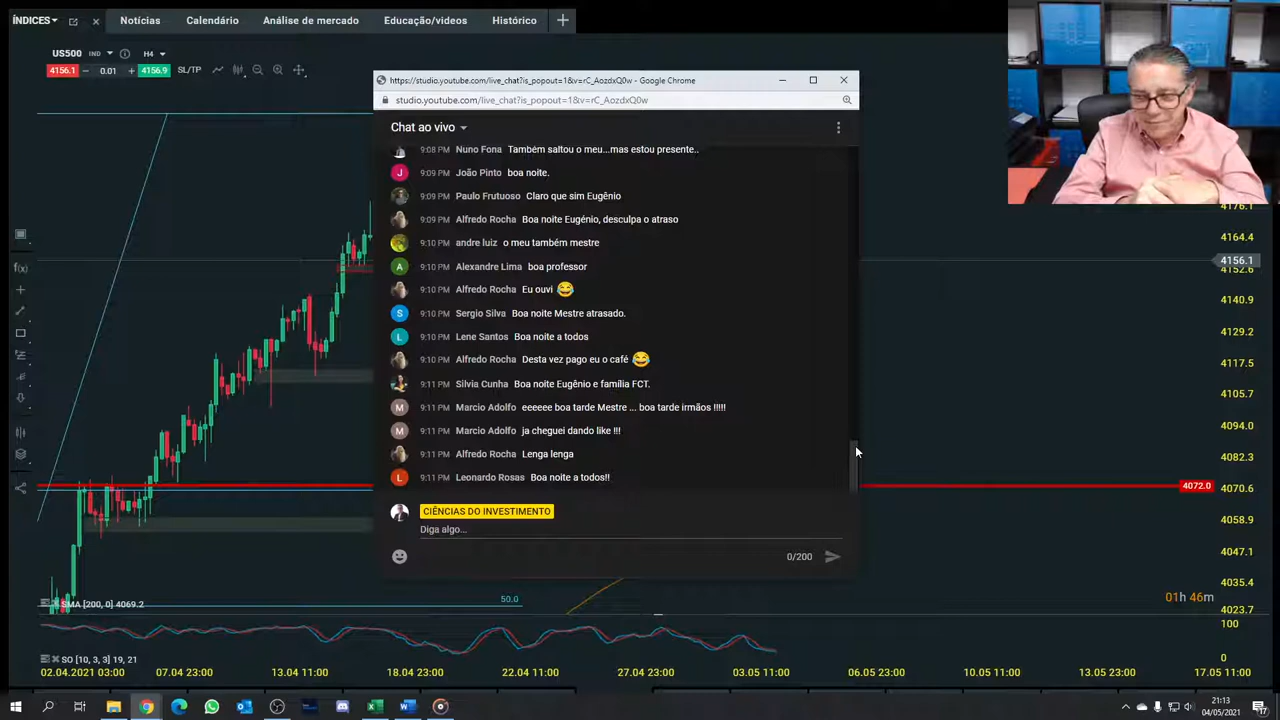 ÍNDICES
Notícias
Calendário
Análise de mercado
Educação/videos
Histórico
US500
IND
H4
4156.1
0.01
4156.9
SL/TP
https://studio.youtube.com/live_chat?is_popout=1&v=rC_AozdxQ0w - Google Chrome
studio.youtube.com/live_chat?is_popout=1&v=rC_AozdxQ0w
Chat ao vivo
9:08 PM Nuno Fona Também saltou o meu...mas estou presente..
9:09 PM João Pinto boa noite.
9:09 PM Paulo Frutuoso Claro que sim Eugênio
9:09 PM Alfredo Rocha Boa noite Eugénio, desculpa o atraso
9:10 PM andre luiz o meu também mestre
A 9:10 PM Alexandre Lima boa professor
9:10 PM Alfredo Rocha Eu ouvi 😂
S 9:10 PM Sergio Silva Boa noite Mestre atrasado.
L 9:10 PM Lene Santos Boa noite a todos
9:10 PM Alfredo Rocha Desta vez pago eu o café 😂
9:11 PM Silvia Cunha Boa noite Eugênio e família FCT.
M 9:11 PM Marcio Adolfo eeeeee boa tarde Mestre ... boa tarde irmãos !!!!!
M 9:11 PM Marcio Adolfo ja cheguei dando like !!!
9:11 PM Alfredo Rocha Lenga lenga
L 9:11 PM Leonardo Rosas Boa noite a todos!!
CIÊNCIAS DO INVESTIMENTO
Diga algo...
0/200
4176.1
4164.4
4156.1
4152.6
4140.9
4129.2
4117.5
4105.7
4094.0
4082.3
4072.0
4070.6
4058.9
4047.1
4035.4
4023.7
01h 46m
SMA [200, 0] 4069.2
50.0
100
0
SO [10, 3, 3] 19, 21
02.04.2021 03:00
07.04 23:00
13.04 11:00
18.04 23:00
22.04 11:00
27.04 23:00
03.05 11:00
06.05 23:00
13.05 11:00
17.05 11:00
21:13
04/05/2021
17